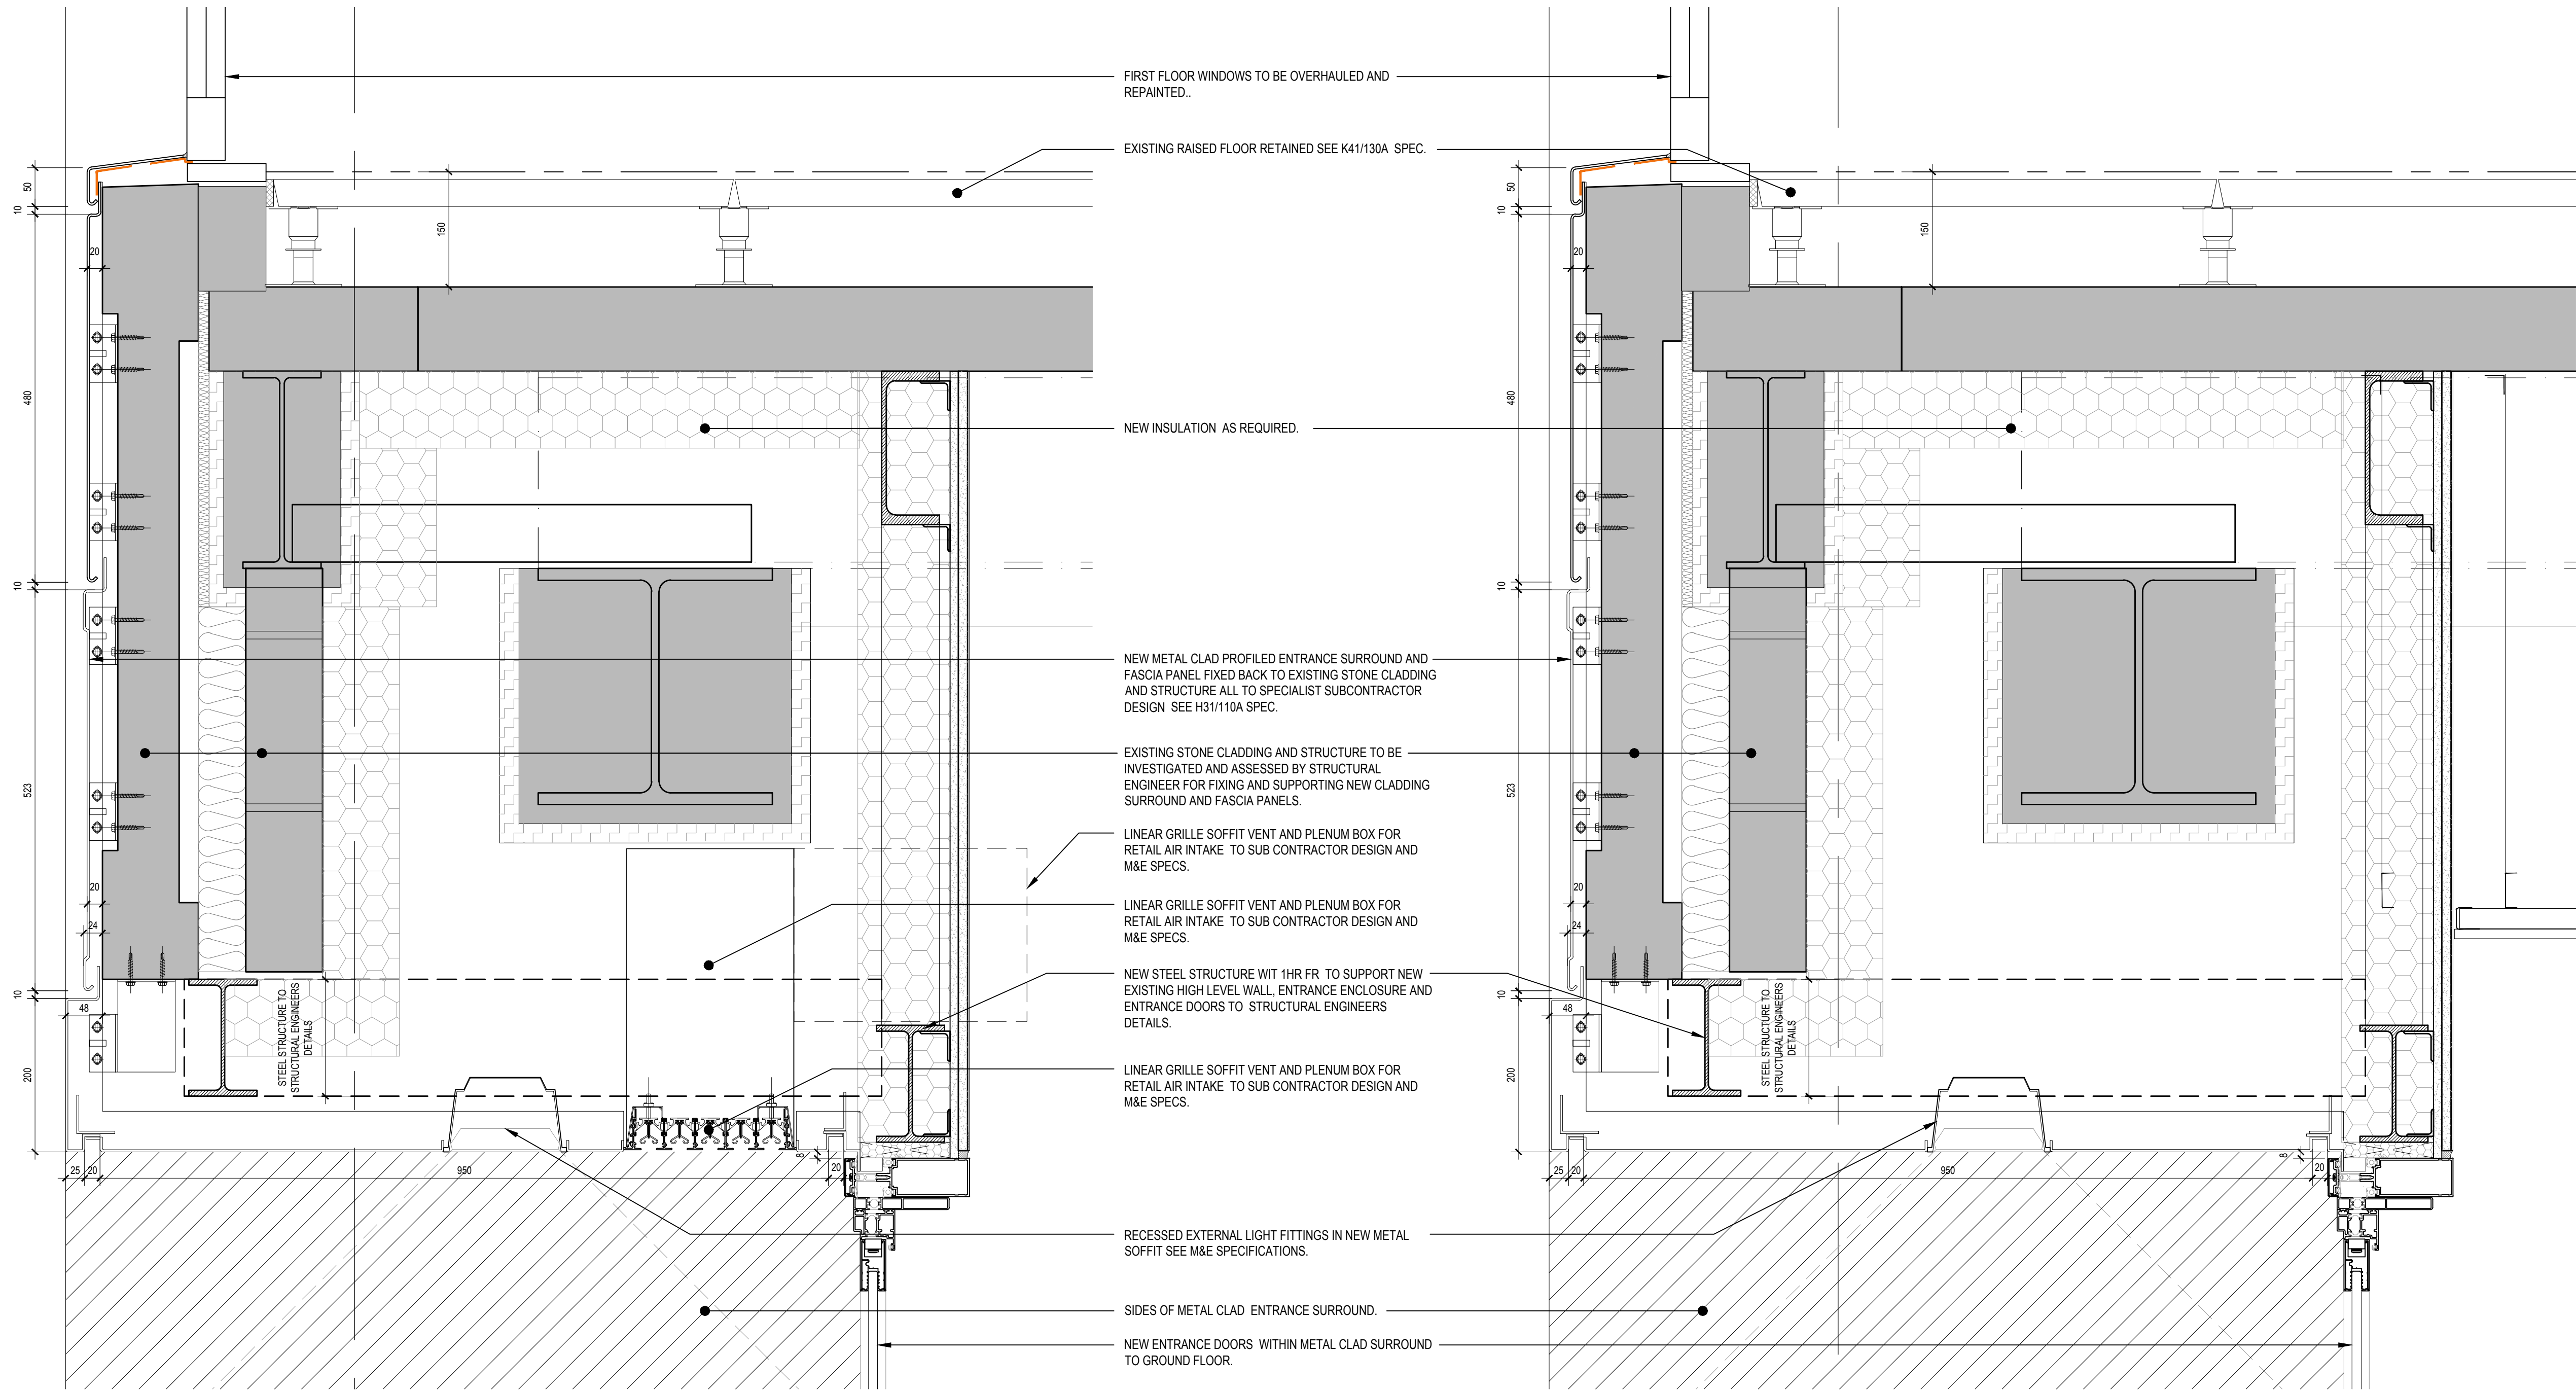 FIRST FLOOR WINDOWS TO BE OVERHAULED AND
REPAINTED..
EXISTING RAISED FLOOR RETAINED SEE K41/130A SPEC.
NEW INSULATION AS REQUIRED.
NEW METAL CLAD PROFILED ENTRANCE SURROUND AND
FASCIA PANEL FIXED BACK TO EXISTING STONE CLADDING
AND STRUCTURE ALL TO SPECIALIST SUBCONTRACTOR
DESIGN SEE H31/110A SPEC.
EXISTING STONE CLADDING AND STRUCTURE TO BE
INVESTIGATED AND ASSESSED BY STRUCTURAL
ENGINEER FOR FIXNG AND SUPPORTING NEW CLADDING
SURROUND AND FASCIA PANELS.
LINEAR GRILLE SOFFIT VENT AND PLENUM BOX FOR
RETAIL AIR INTAKE TO SUB CONTRACTOR DESIGN AND
M&E SPECS.
LINEAR GRILLE SOFFIT VENT AND PLENUM BOX FOR
RETAIL AIR INTAKE TO SUB CONTRACTOR DESIGN AND
M&E SPECS.
NEW STEEL STRUCTURE WIT 1HR FR TO SUPPORT NEW
EXISTING HIGH LEVEL WALL, ENTRANCE ENCLOSURE AND
ENTRANCE DOORS TO STRUCTURAL ENGINEERS
DETAILS.
LINEAR GRILLE SOFFIT VENT AND PLENUM BOX FOR
RETAIL AIR INTAKE TO SUB CONTRACTOR DESIGN AND
M&E SPECS.
RECESSED EXTERNAL LIGHT FITTINGS IN NEW METAL
SOFFIT SEE M&E SPECIFICATIONS.
SIDES OF METAL CLAD ENTRANCE SURROUND.
NEW ENTRANCE DOORS WITHIN METAL CLAD SURROUND
TO GROUND FLOOR.
50
10
20
150
480
10
523
20
24
10
48
200
STEEL STRUCTURE TO
STRUCTURAL ENGINEERS
DETAILS
25
20
950
20
8
50
10
20
150
480
10
523
20
24
10
48
200
STEEL STRUCTURE TO
STRUCTURAL ENGINEERS
DETAILS
25
20
950
20
8